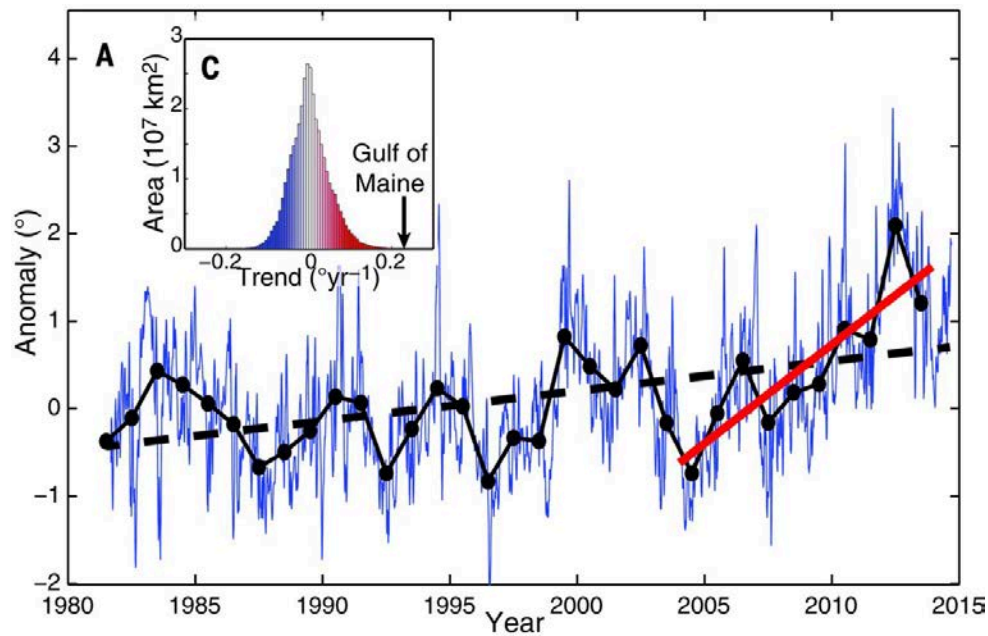 A
C
Area (10⁷ km²)
3
2
1
0
Gulf of
Maine
−0.2
0
0.2
Trend (°yr⁻¹)
Anomaly (°)
4
3
2
1
0
−1
−2
1980
1985
1990
1995
2000
2005
2010
2015
Year